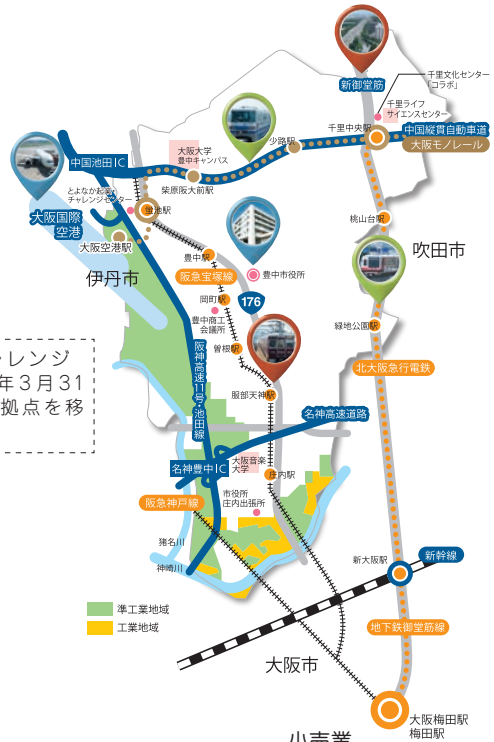 新御堂筋
千里文化センター
「コラボ」
千里ライフ
サイエンスセンター
千里中央駅
中国縦貫自動車道
大阪モノレール
少路駅
大阪大学
豊中キャンパス
中国池田IC
柴原阪大前駅
とよなか起業・
チャレンジセンター
蛍池駅
大阪国際
空港
大阪空港駅
桃山台駅
吹田市
伊丹市
豊中駅
豊中市役所
阪急宝塚線
岡町駅
176
豊中商工
会議所
曽根駅
緑地公園駅
レンジ
年3月31
拠点を移
阪神高速11号・池田線
北大阪急行電鉄
服部天神駅
名神高速道路
大阪音楽
大学
名神豊中IC
庄内駅
市役所
庄内出張所
阪急神戸線
猪名川
神崎川
新大阪駅
新幹線
準工業地域
工業地域
地下鉄御堂筋線
大阪市
大阪梅田駅
梅田駅
小売業